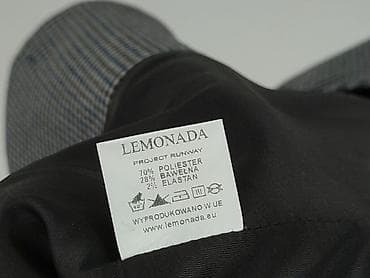 LEMONADA
PROJECT RUNWAY
70% POLIESTER
28% BAWEŁNA
2% ELASTAN
WYPRODUKOWANO W UE
www.lemonada.eu